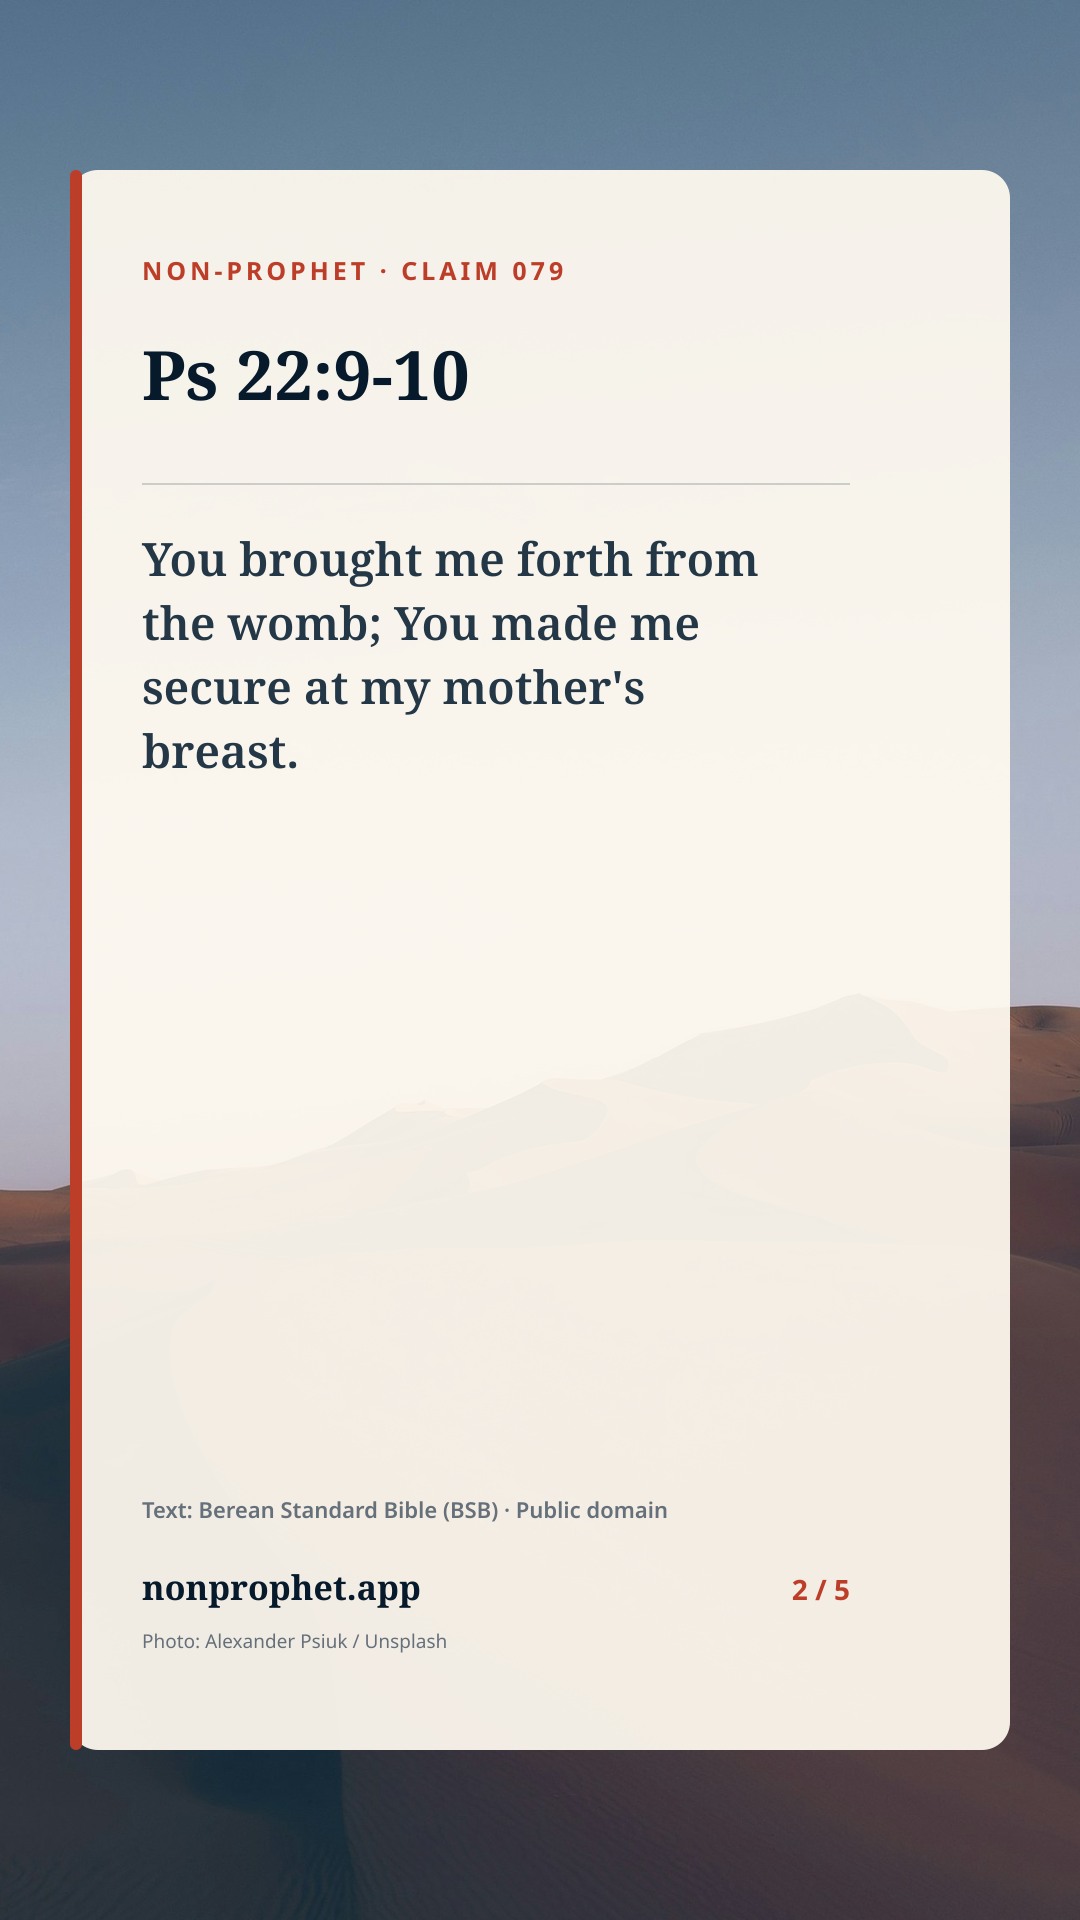 NON-PROPHET · CLAIM 079
Ps 22:9-10
You brought me forth from
the womb; You made me
secure at my mother's
breast.
Text: Berean Standard Bible (BSB) · Public domain
nonprophet.app
2 / 5
Photo: Alexander Psiuk / Unsplash